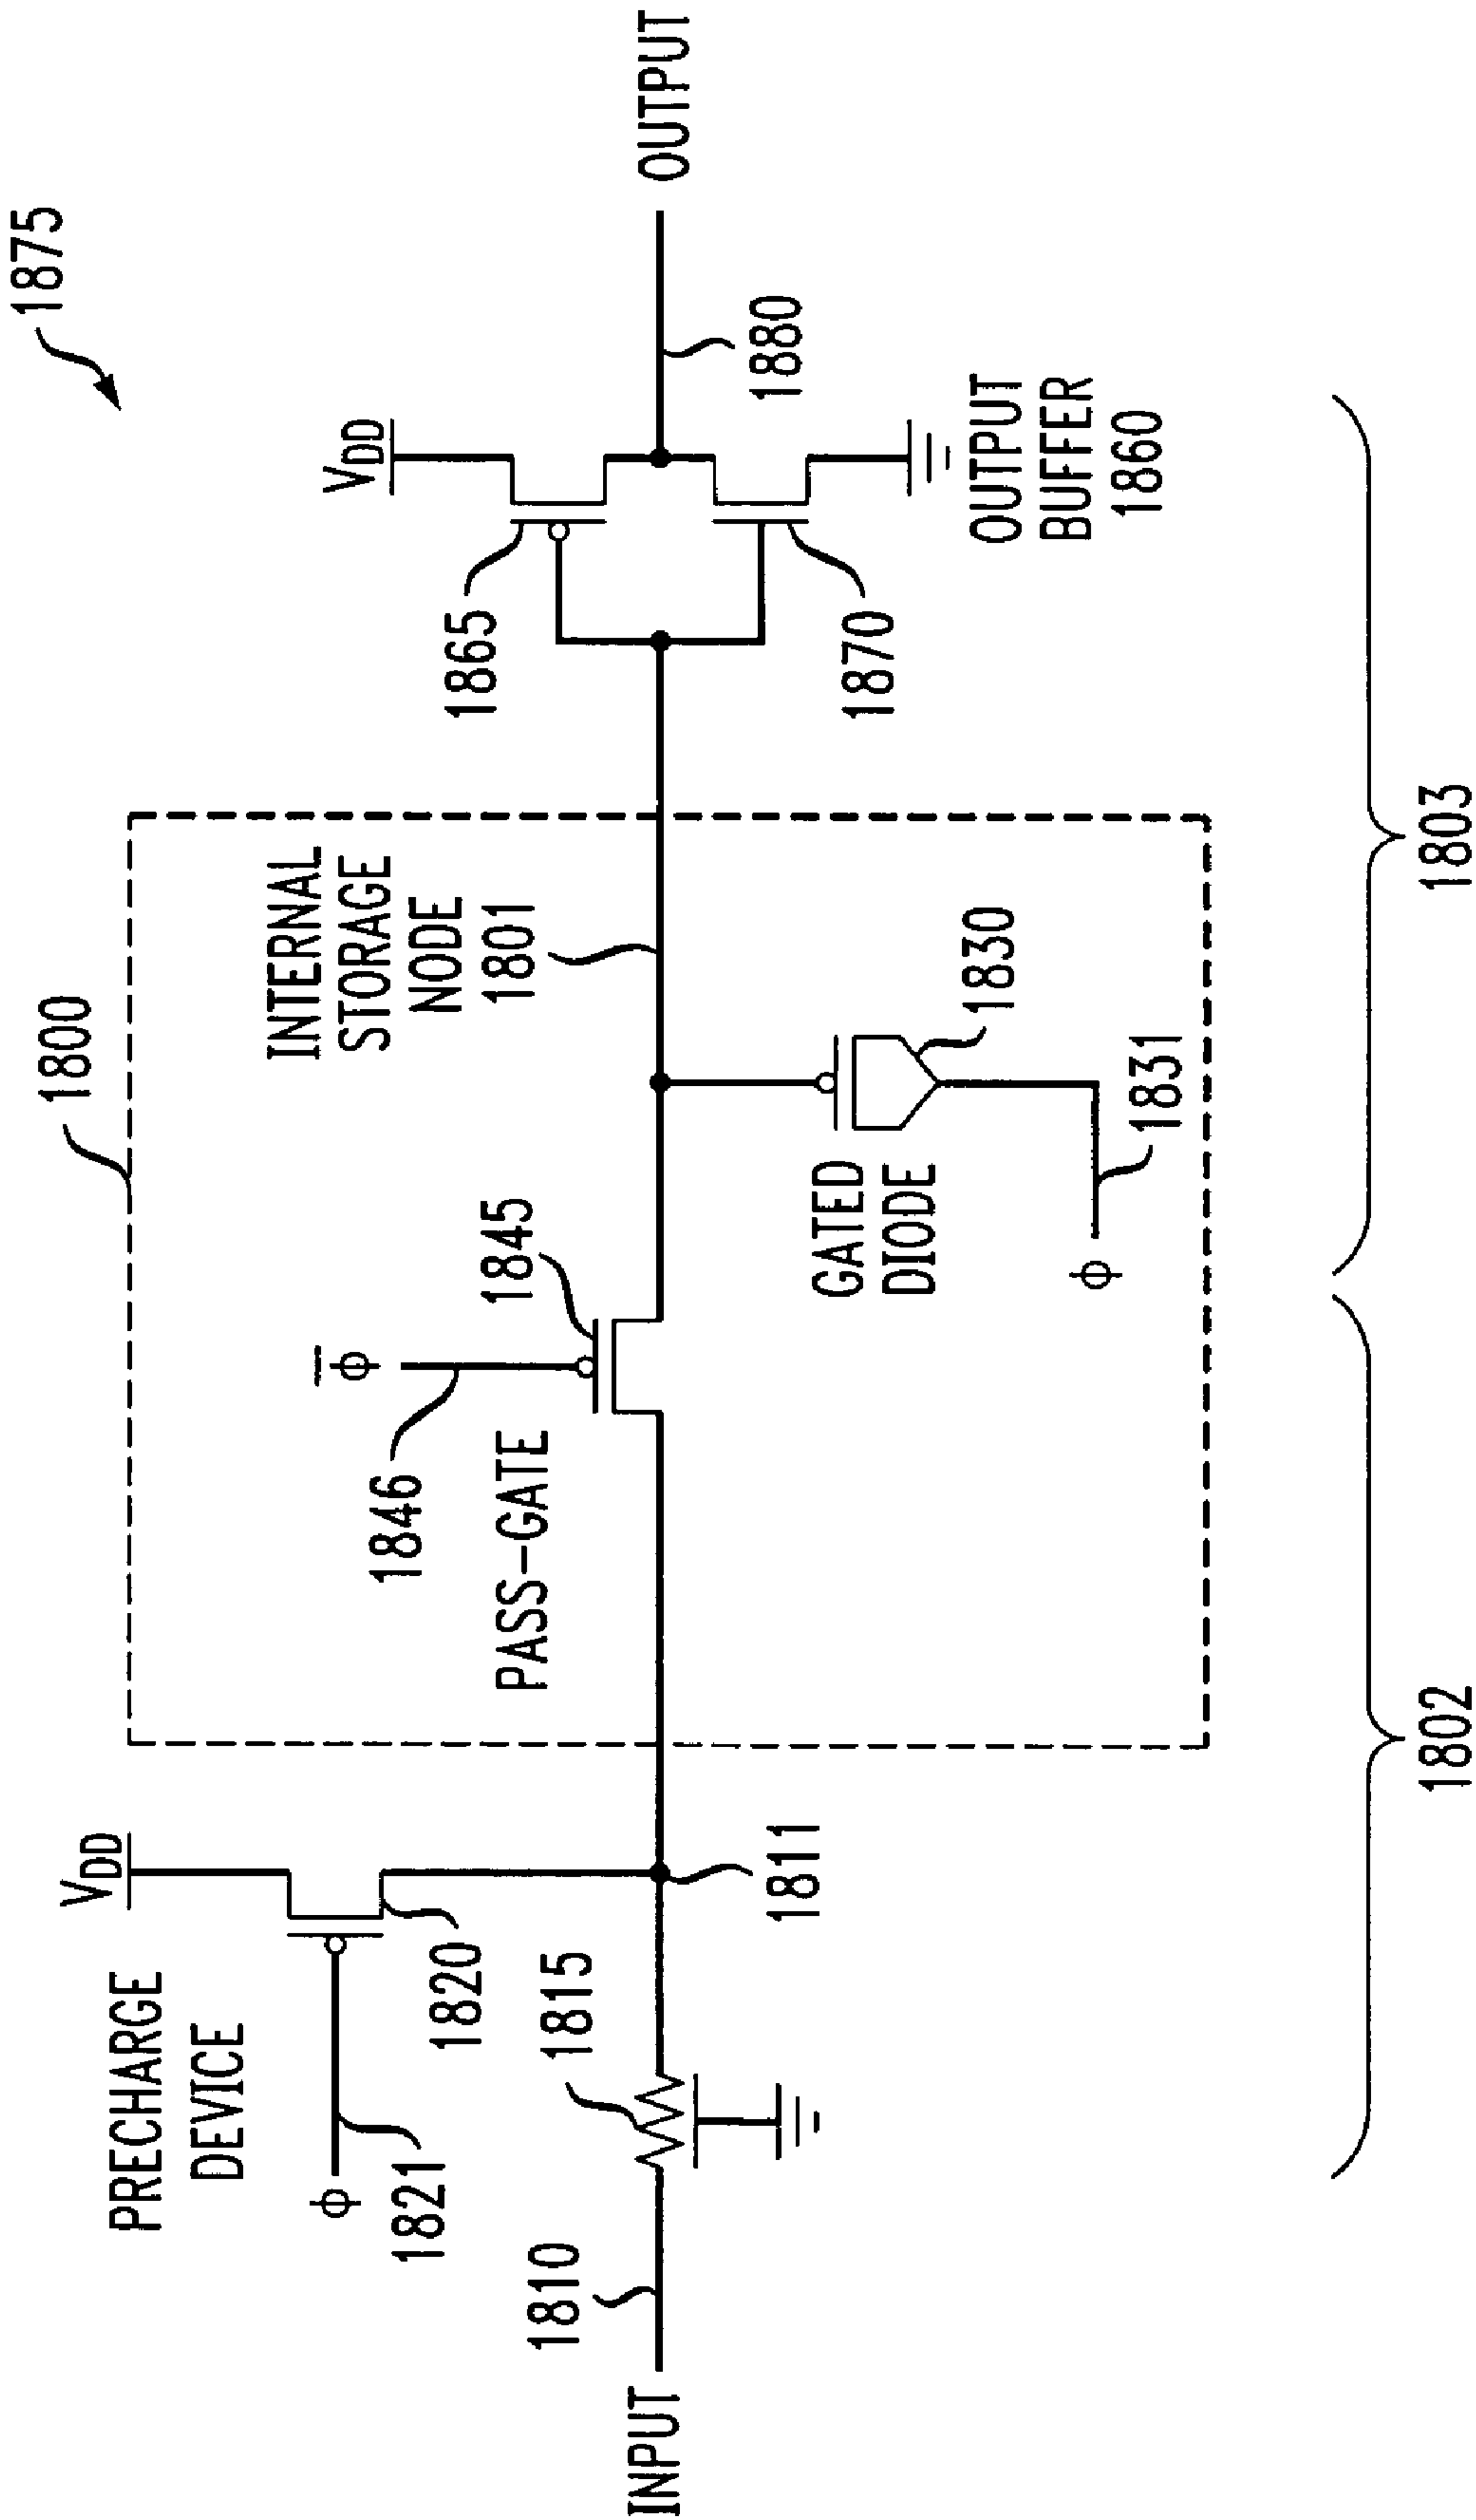 1875
1800
PRECHARGE
DEVICE
VDD
ϕ
1821
1820
INPUT
1810
1815
1811
1846
ϕ̅
PASS-GATE
1845
INTERNAL
STORAGE
NODE
1801
GATED
DIODE
1830
ϕ
1831
VDD
1865
1870
1880
OUTPUT
OUTPUT
BUFFER
1860
1802
1803